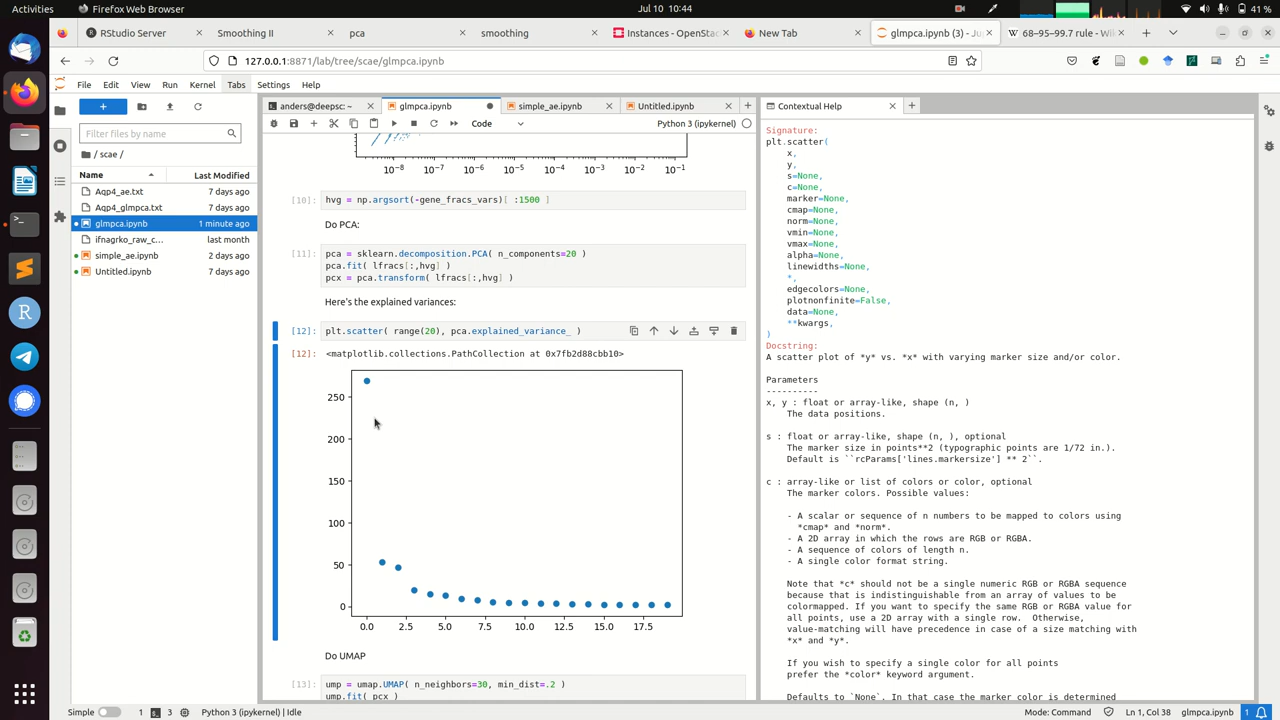 Activities
Firefox Web Browser
Jul 10 10:44
41 %
RStudio Server
Smoothing II
pca
smoothing
Instances - OpenStac
New Tab
glmpca.ipynb (3) - Ju
68–95–99.7 rule - Wi
127.0.0.1:8871/lab/tree/scae/glmpca.ipynb
File Edit View Run Kernel Tabs Settings Help
anders@deepsc: ~
glmpca.ipynb
simple_ae.ipynb
Untitled.ipynb
Contextual Help
Code
Python 3 (ipykernel)
Filter files by name
/ scae /
Name Last Modified
Aqp4_ae.txt 7 days ago
Aqp4_glmpca.txt 7 days ago
glmpca.ipynb 1 minute ago
ifnagrko_raw_c... last month
simple_ae.ipynb 2 days ago
Untitled.ipynb 7 days ago
10⁻⁸ 10⁻⁷ 10⁻⁶ 10⁻⁵ 10⁻⁴ 10⁻³ 10⁻² 10⁻¹
[10]: hvg = np.argsort(-gene_fracs_vars)[ :1500 ]
Do PCA:
[11]: pca = sklearn.decomposition.PCA( n_components=20 )
pca.fit( lfracs[:,hvg] )
pcx = pca.transform( lfracs[:,hvg] )
Here's the explained variances:
[12]: plt.scatter( range(20), pca.explained_variance_ )
[12]: <matplotlib.collections.PathCollection at 0x7fb2d88cbb10>
250
200
150
100
50
0
0.0 2.5 5.0 7.5 10.0 12.5 15.0 17.5
Do UMAP
[13]: ump = umap.UMAP( n_neighbors=30, min_dist=.2 )
ump.fit( pcx )
Signature:
plt.scatter(
x,
y,
s=None,
c=None,
marker=None,
cmap=None,
norm=None,
vmin=None,
vmax=None,
alpha=None,
linewidths=None,
*,
edgecolors=None,
plotnonfinite=False,
data=None,
**kwargs,
)
Docstring:
A scatter plot of *y* vs. *x* with varying marker size and/or color.
Parameters
----------
x, y : float or array-like, shape (n, )
The data positions.
s : float or array-like, shape (n, ), optional
The marker size in points**2 (typographic points are 1/72 in.).
Default is ``rcParams['lines.markersize'] ** 2``.
c : array-like or list of colors or color, optional
The marker colors. Possible values:
- A scalar or sequence of n numbers to be mapped to colors using
*cmap* and *norm*.
- A 2D array in which the rows are RGB or RGBA.
- A sequence of colors of length n.
- A single color format string.
Note that *c* should not be a single numeric RGB or RGBA sequence
because that is indistinguishable from an array of values to be
colormapped. If you want to specify the same RGB or RGBA value for
all points, use a 2D array with a single row.  Otherwise,
value-matching will have precedence in case of a size matching with
*x* and *y*.
If you wish to specify a single color for all points
prefer the *color* keyword argument.
Defaults to `None`. In that case the marker color is determined
Simple
1
3
Python 3 (ipykernel) | Idle
Mode: Command
Ln 1, Col 38
glmpca.ipynb
1